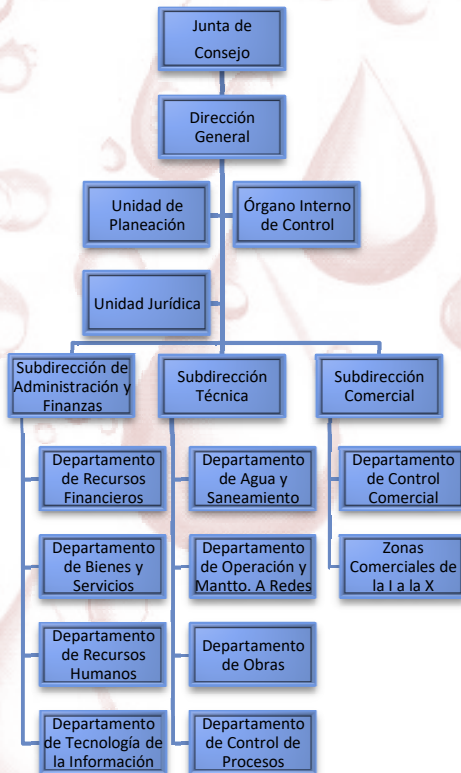 Junta de
Consejo
Dirección
General
Unidad de
Planeación
Órgano Interno
de Control
Unidad Jurídica
Subdirección de
Administración y
Finanzas
Subdirección
Técnica
Subdirección
Comercial
Departamento
de Recursos
Financieros
Departamento
de Agua y
Saneamiento
Departamento
de Control
Comercial
Departamento
de Bienes y
Servicios
Departamento
de Operación y
Mantto. A Redes
Zonas
Comerciales de
la I a la X
Departamento
de Recursos
Humanos
Departamento
de Obras
Departamento
de Tecnología de
la Información
Departamento
de Control de
Procesos